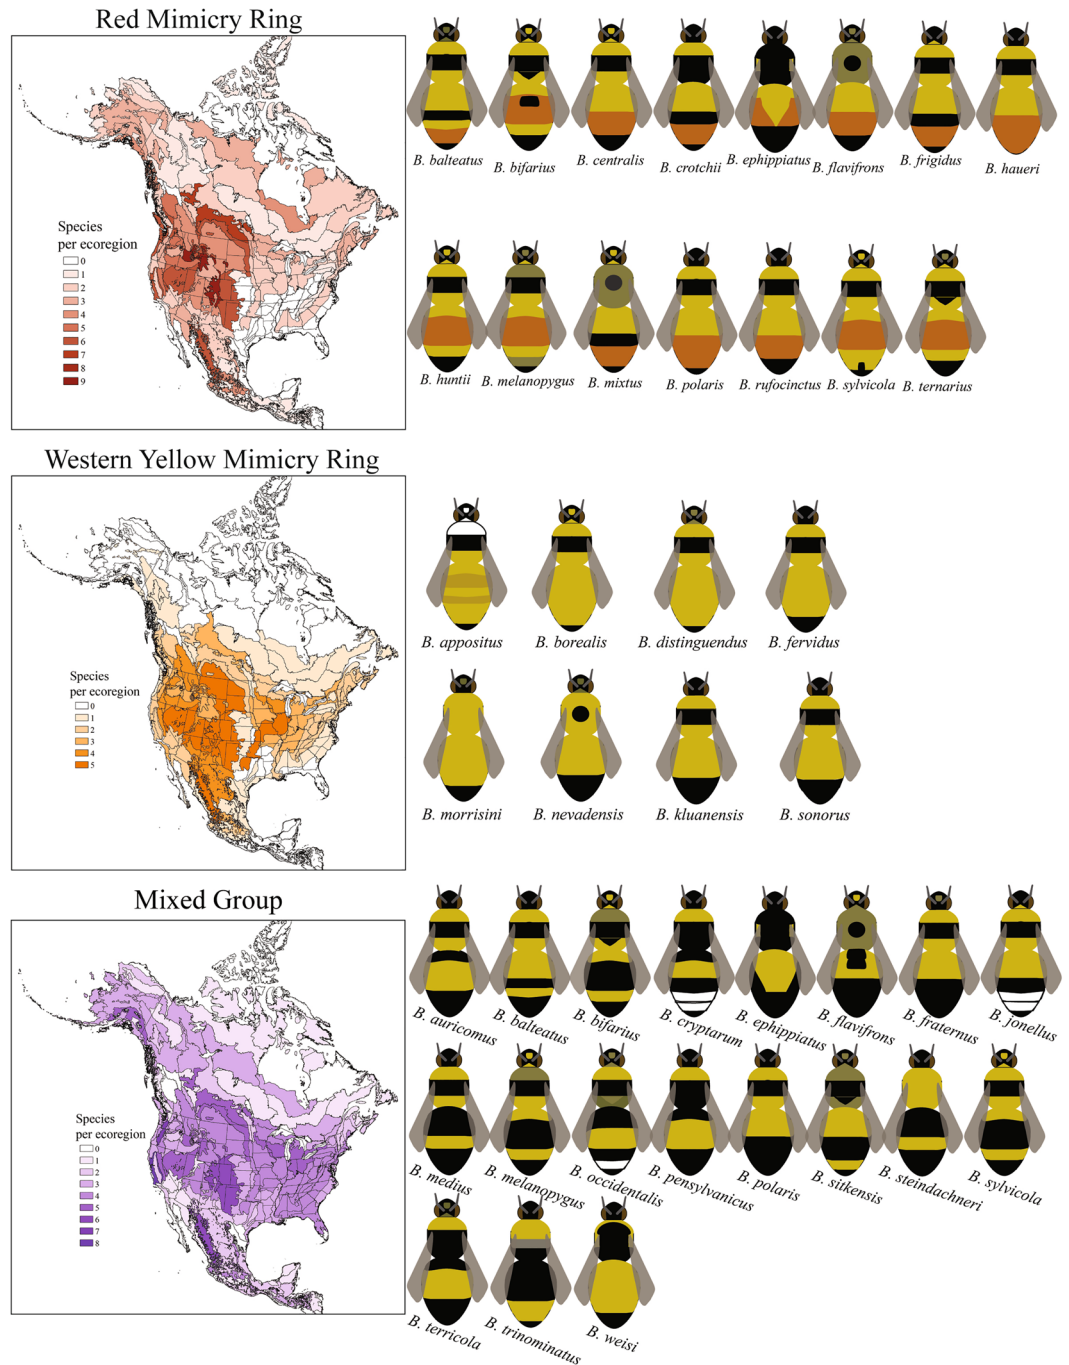 Red Mimicry Ring
Species
per ecoregion
0
1
2
3
4
5
6
7
8
9
B. balteatus
B. bifarius
B. centralis
B. crotchii
B. ephippiatus
B. flavifrons
B. frigidus
B. haueri
B. huntii
B. melanopygus
B. mixtus
B. polaris
B. rufocinctus
B. sylvicola
B. ternarius
Western Yellow Mimicry Ring
Species
per ecoregion
0
1
2
3
4
5
B. appositus
B. borealis
B. distinguendus
B. fervidus
B. morrisini
B. nevadensis
B. kluanensis
B. sonorus
Mixed Group
Species
per ecoregion
0
1
2
3
4
5
6
7
8
B. auricomus
B. balteatus
B. bifarius
B. cryptarum
B. ephippiatus
B. flavifrons
B. fraternus
B. jonellus
B. medius
B. melanopygus
B. occidentalis
B. pensylvanicus
B. polaris
B. sitkensis
B. steindachneri
B. sylvicola
B. terricola
B. trinominatus
B. weisi